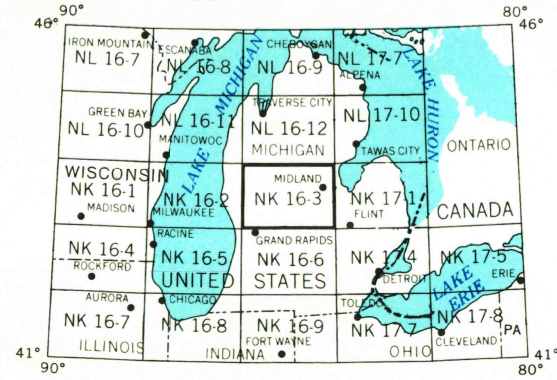 46°
90°
80°
46°
IRON MOUNTAIN
ESCANABA
CHEBOYGAN
NL 16-7
NL 16-8
NL 16-9
NL 17-7
ALPENA
LAKE MICHIGAN
LAKE HURON
GREEN BAY
NL 16-10
NL 16-11
MANITOWOC
TRAVERSE CITY
NL 16-12
MICHIGAN
NL 17-10
TAWAS CITY
ONTARIO
WISCONSIN
NK 16-1
MADISON
NK 16-2
MILWAUKEE
MIDLAND
NK 16-3
NK 17-1
FLINT
CANADA
RACINE
NK 16-4
ROCKFORD
NK 16-5
GRAND RAPIDS
NK 16-6
UNITED STATES
DETROIT
NK 17-5
ERIE
LAKE ERIE
AURORA
CHICAGO
TOLEDO
NK 16-7
NK 16-8
NK 16-9
NK 17-7
NK 17-8
PA
FORT WAYNE
CLEVELAND
ILLINOIS
INDIANA
OHIO
41°
90°
41°
80°